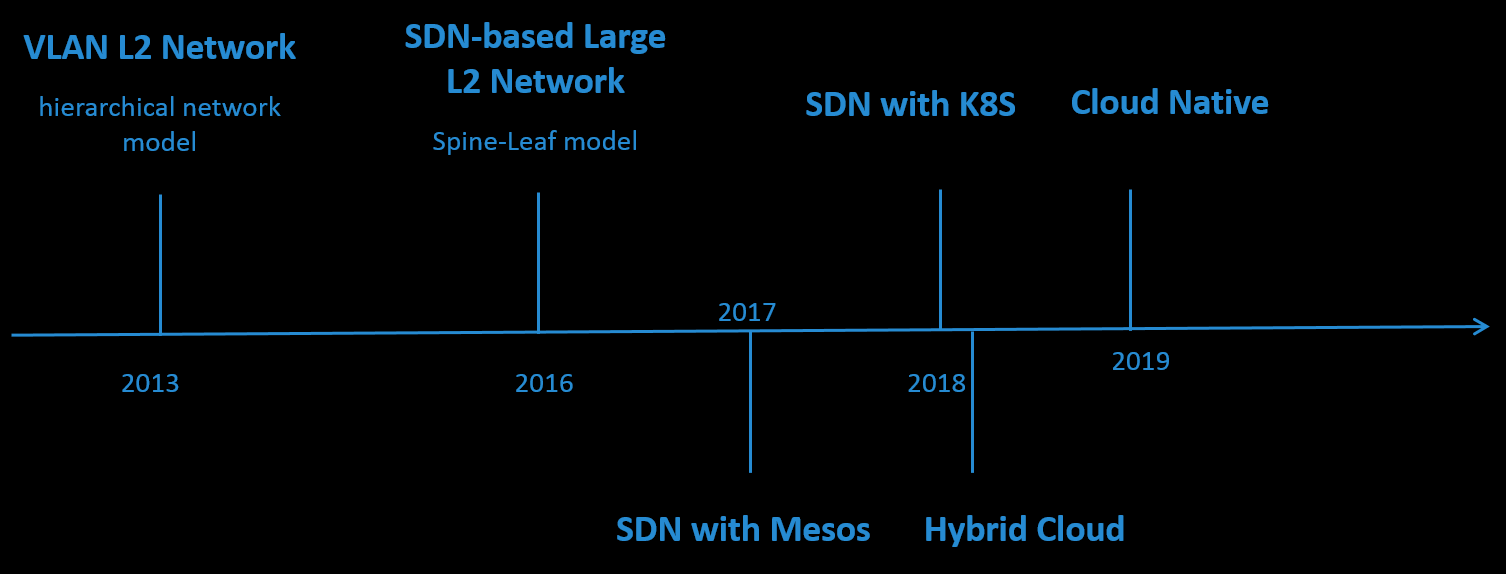 VLAN L2 Network
hierarchical network
model
SDN-based Large
L2 Network
Spine-Leaf model
SDN with K8S
Cloud Native
2017
2013
2016
2018
2019
SDN with Mesos
Hybrid Cloud